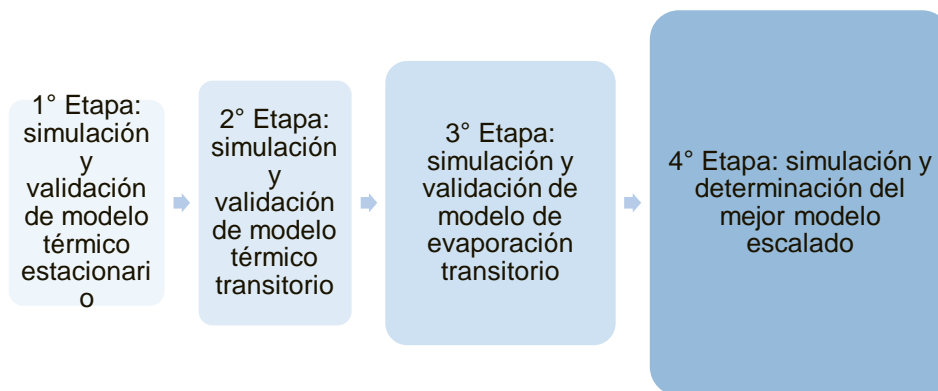 1° Etapa:
simulación
y
validación
de modelo
térmico
estacionari
o
2° Etapa:
simulación
y
validación
de modelo
térmico
transitorio
3° Etapa:
simulación y
validación de
modelo de
evaporación
transitorio
4° Etapa: simulación y
determinación del
mejor modelo
escalado